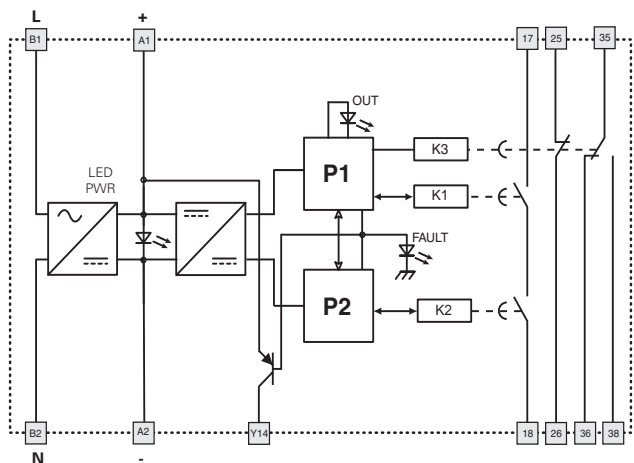 L +
B1 A1 17 25 35
OUT
P1 K3
LED
PWR
K1
FAULT
P2 K2
B2 A2 Y14 18 26 36 38
N -